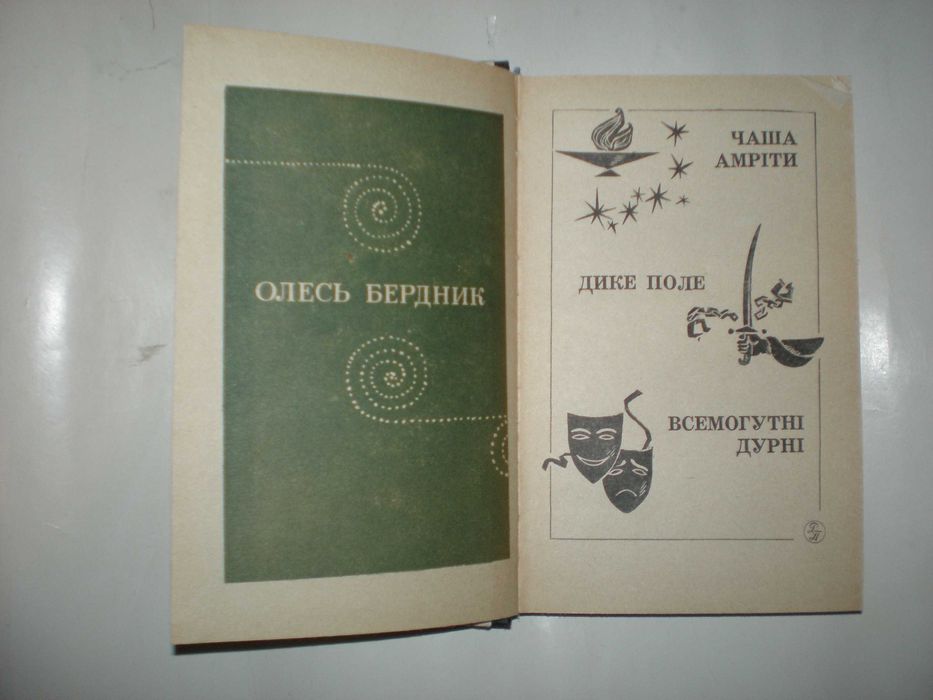 ОЛЕСЬ БЕРДНИК
ЧАША
АМРІТИ
ДИКЕ ПОЛЕ
ВСЕМОГУТНІ
ДУРНІ